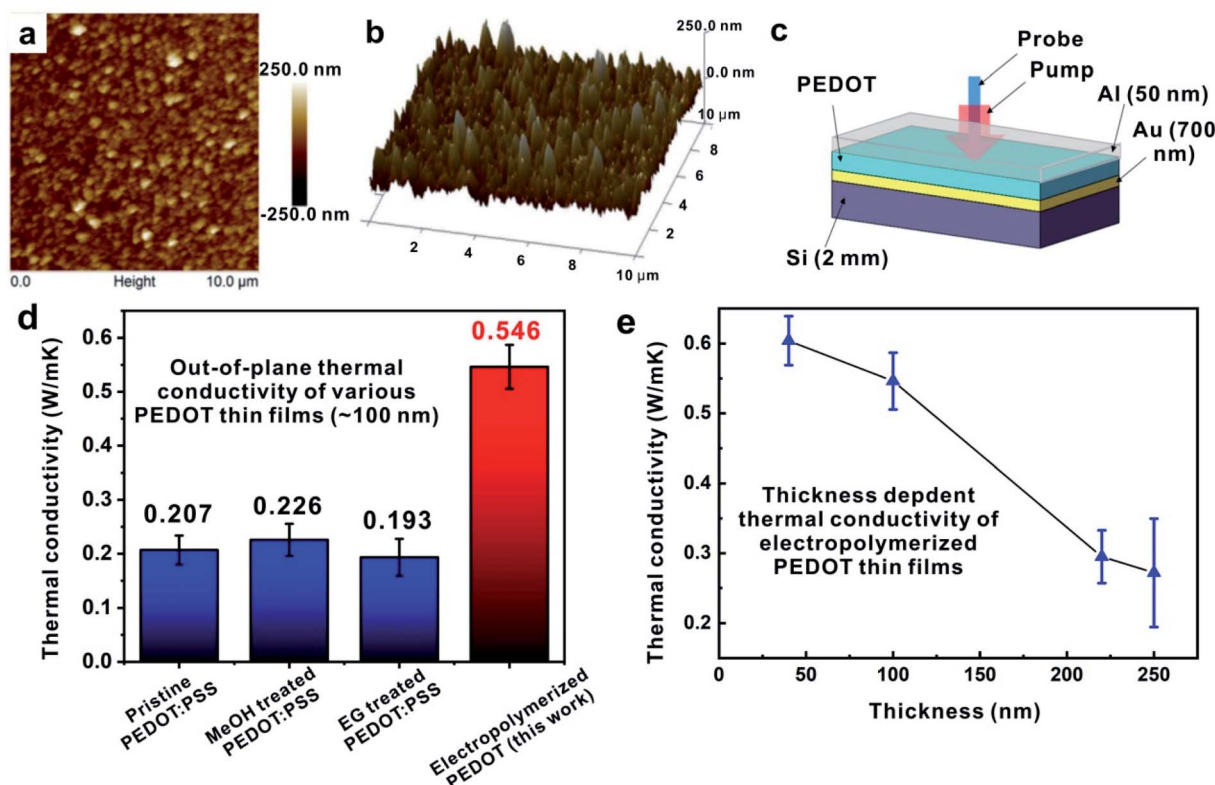 a
250.0 nm
-250.0 nm
0.0
Height
10.0 µm
b
250.0 nm
0.0 nm
10 µm
8
6
4
2
2
4
6
8
10 µm
c
Probe
Pump
PEDOT
Al (50 nm)
Au (700
nm)
Si (2 mm)
d
Thermal conductivity (W/mK)
0.6
0.5
0.4
0.3
0.2
0.1
0.0
Out-of-plane thermal
conductivity of various
PEDOT thin films (~100 nm)
0.207
0.226
0.193
0.546
Pristine
PEDOT:PSS
MeOH treated
PEDOT:PSS
EG treated
PEDOT:PSS
Electropolymerized
PEDOT (this work)
e
Thermal conductivity (W/mK)
0.6
0.5
0.4
0.3
0.2
Thickness depdent
thermal conductivity of
electropolymerized
PEDOT thin films
0
50
100
150
200
250
Thickness (nm)